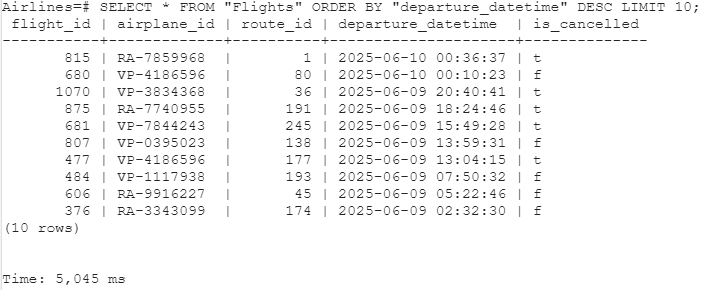 Airlines=# SELECT * FROM "Flights" ORDER BY "departure_datetime" DESC LIMIT 10;
 flight_id | airplane_id | route_id | departure_datetime  | is_cancelled
-----------+-------------+----------+---------------------+--------------
       815 | RA-7859968  |        1 | 2025-06-10 00:36:37 | t
       680 | VP-4186596  |       80 | 2025-06-10 00:10:23 | f
      1070 | VP-3834368  |       36 | 2025-06-09 20:40:41 | t
       875 | RA-7740955  |      191 | 2025-06-09 18:24:46 | t
       681 | VP-7844243  |      245 | 2025-06-09 15:49:28 | t
       807 | VP-0395023  |      138 | 2025-06-09 13:59:31 | f
       477 | VP-4186596  |      177 | 2025-06-09 13:04:15 | t
       484 | VP-1117938  |      193 | 2025-06-09 07:50:32 | f
       606 | RA-9916227  |       45 | 2025-06-09 05:22:46 | f
       376 | RA-3343099  |      174 | 2025-06-09 02:32:30 | f
(10 rows)
Time: 5,045 ms